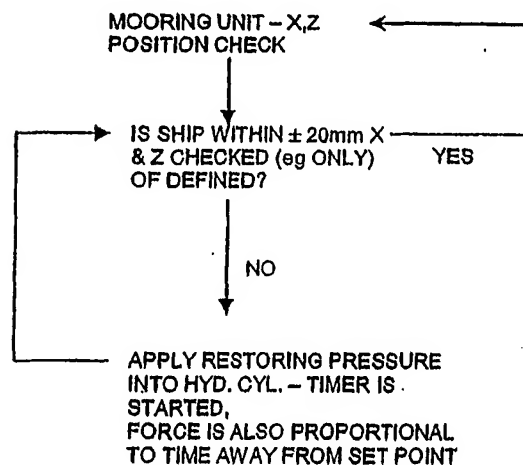 MOORING UNIT – X,Z
POSITION CHECK
IS SHIP WITHIN ± 20mm X
& Z CHECKED (eg ONLY)
OF DEFINED?
YES
NO
APPLY RESTORING PRESSURE
INTO HYD. CYL. – TIMER IS
STARTED,
FORCE IS ALSO PROPORTIONAL
TO TIME AWAY FROM SET POINT